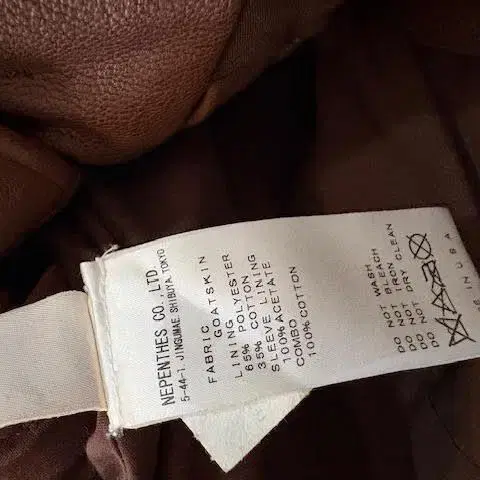 NEPENTHES CO.,LTD.
5-44-1, JINGUMAE, SHIBUYA, TOKYO
FABRIC
GOATSKIN
LINING
65% POLYESTER
35% COTTON
SLEEVE LINING
100% ACETATE
COMBO
100% COTTON
DO NOT WASH
DO NOT BLEACH
DO NOT IRON
DO NOT DRY CLEAN
IN U S A